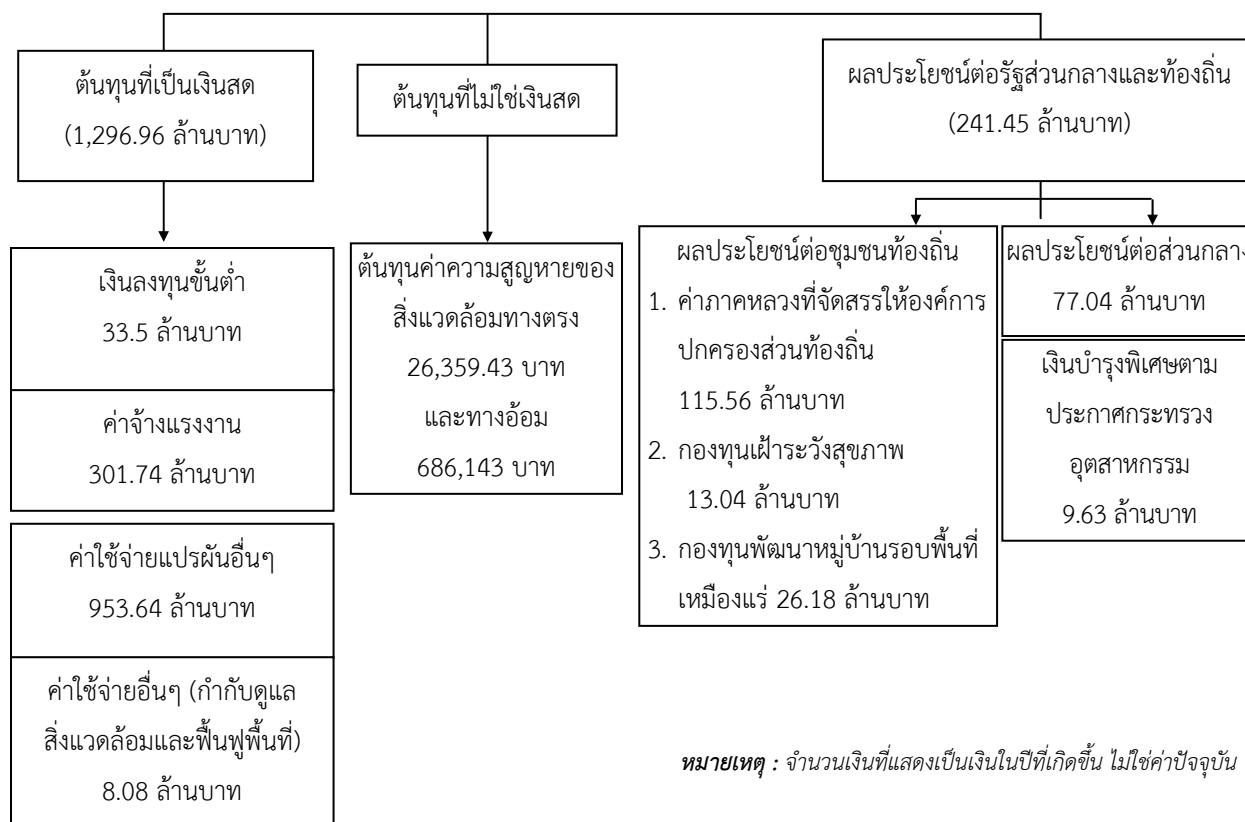 ต้นทุนที่เป็นเงินสด
(1,296.96 ล้านบาท)
ต้นทุนที่ไม่ใช่เงินสด
ผลประโยชน์ต่อรัฐส่วนกลางและท้องถิ่น
(241.45 ล้านบาท)
เงินลงทุนขั้นต่ำ
33.5 ล้านบาท
ค่าจ้างแรงงาน
301.74 ล้านบาท
ค่าใช้จ่ายแปรผันอื่นๆ
953.64 ล้านบาท
ค่าใช้จ่ายอื่นๆ (กำกับดูแล
สิ่งแวดล้อมและฟื้นฟูพื้นที่)
8.08 ล้านบาท
ต้นทุนค่าความสูญหายของ
สิ่งแวดล้อมทางตรง
26,359.43 บาท
และทางอ้อม
686,143 บาท
ผลประโยชน์ต่อชุมชนท้องถิ่น
1. ค่าภาคหลวงที่จัดสรรให้องค์การ
ปกครองส่วนท้องถิ่น
115.56 ล้านบาท
2. กองทุนเฝ้าระวังสุขภาพ
13.04 ล้านบาท
3. กองทุนพัฒนาหมู่บ้านรอบพื้นที่
เหมืองแร่ 26.18 ล้านบาท
ผลประโยชน์ต่อส่วนกลาง
77.04 ล้านบาท
เงินบำรุงพิเศษตาม
ประกาศกระทรวง
อุตสาหกรรม
9.63 ล้านบาท
หมายเหตุ : จำนวนเงินที่แสดงเป็นเงินในปีที่เกิดขึ้น ไม่ใช่ค่าปัจจุบัน